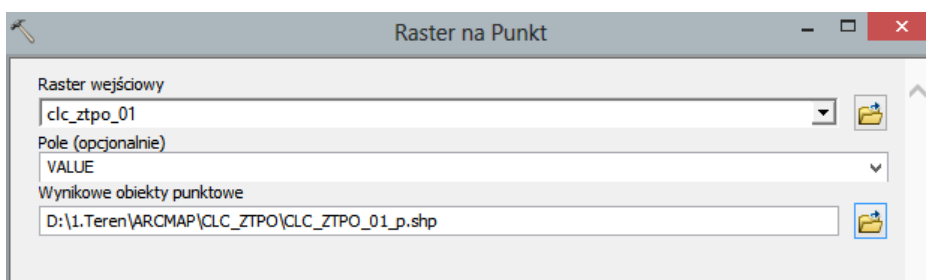 Raster na Punkt
Raster wejściowy
clc_ztpo_01
Pole (opcjonalnie)
VALUE
Wynikowe obiekty punktowe
D:\1.Teren\ARCMAP\CLC_ZTPO\CLC_ZTPO_01_p.shp